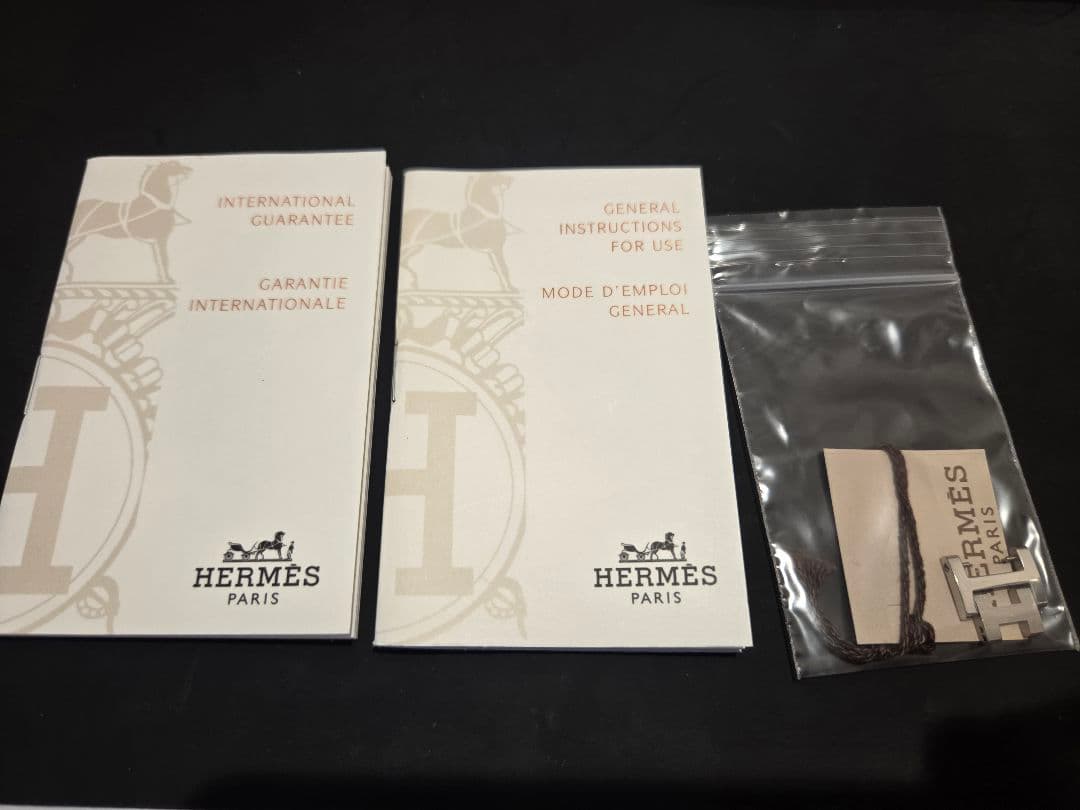 INTERNATIONAL
GUARANTEE
GARANTIE
INTERNATIONALE
H
HERMÈS
PARIS
GENERAL
INSTRUCTIONS
FOR USE
MODE D'EMPLOI
GENERAL
H
HERMÈS
PARIS
HERMÈS
PARIS